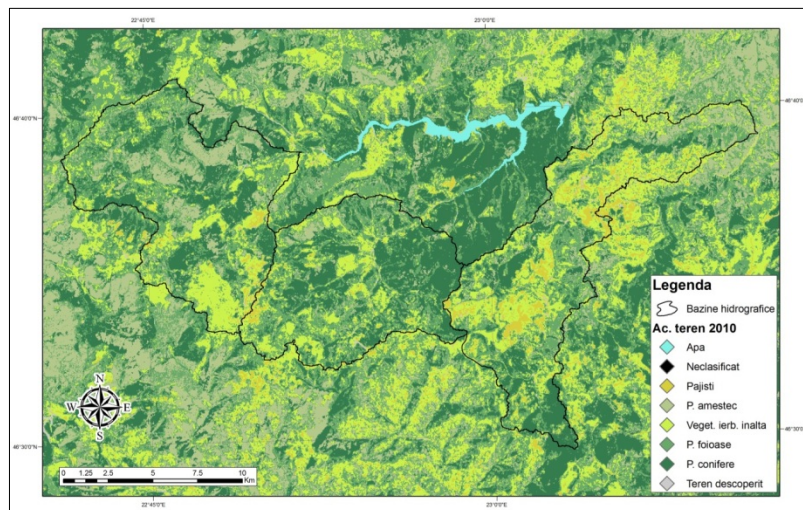 22°45'0"E
23°0'0"E
46°40'0"N
46°40'0"N
Legenda
Bazine hidrografice
Ac. teren 2010
Apa
Neclasificat
Pajisti
P. amestec
Veget. ierb. inalta
P. foioase
P. conifere
Teren descoperit
N
W
E
S
46°30'0"N
46°30'0"N
0 1.25 2.5 5 7.5 10
Km
22°45'0"E
23°0'0"E